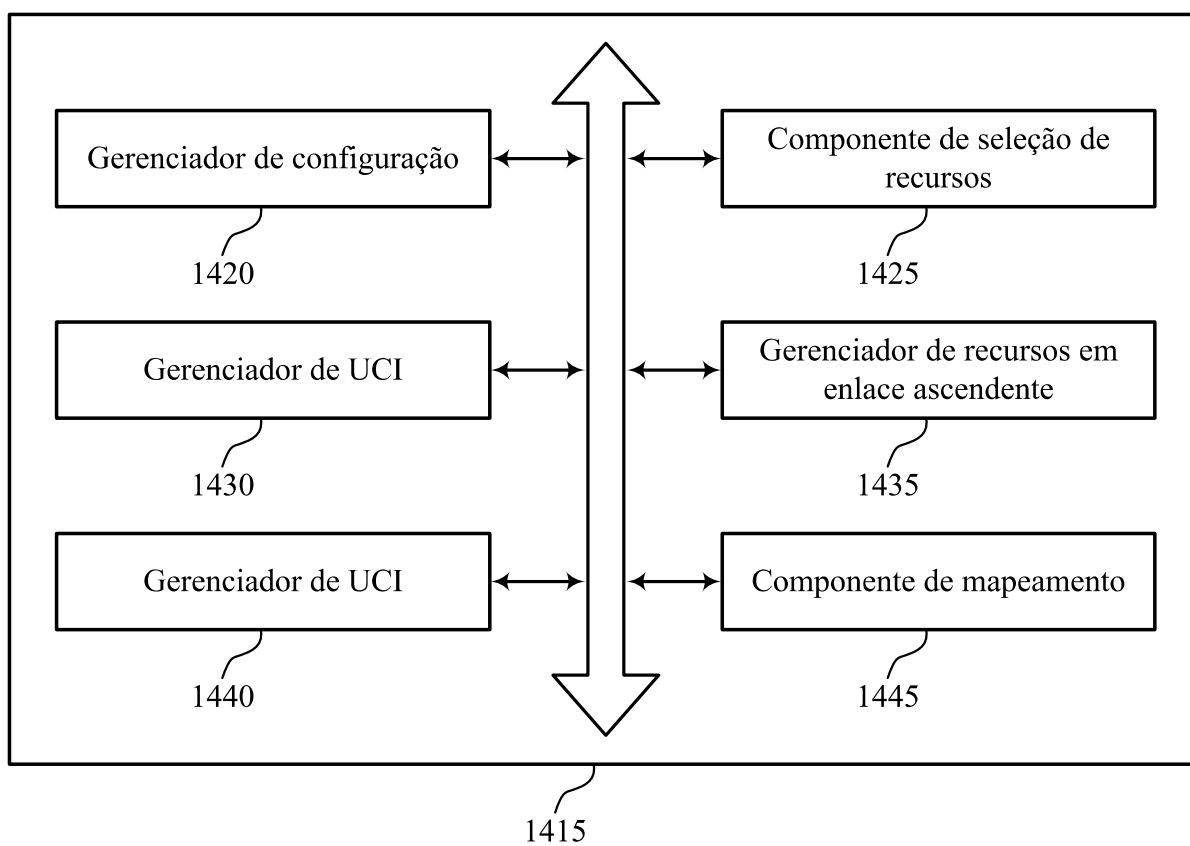 Gerenciador de configuração
1420
Componente de seleção de
recursos
1425
Gerenciador de UCI
1430
Gerenciador de recursos em
enlace ascendente
1435
Gerenciador de UCI
1440
Componente de mapeamento
1445
1415